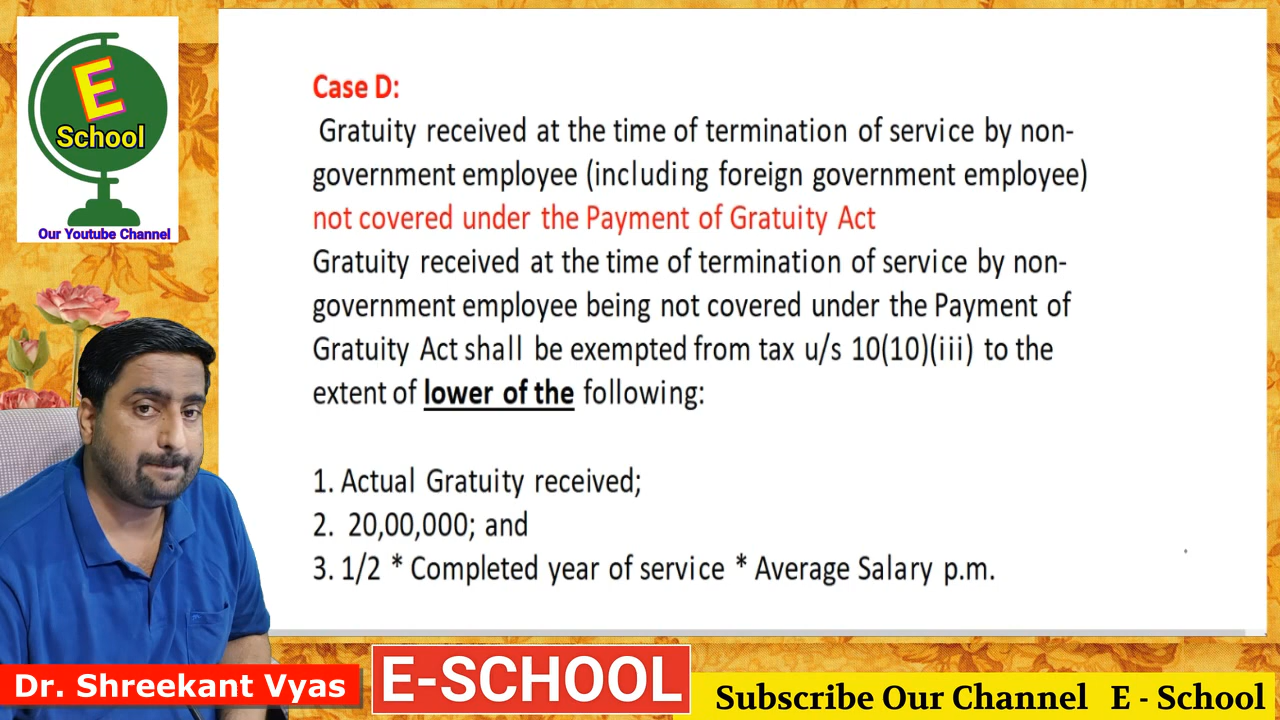 E
School
Our Youtube Channel
Case D:
Gratuity received at the time of termination of service by non-
government employee (including foreign government employee)
not covered under the Payment of Gratuity Act
Gratuity received at the time of termination of service by non-
government employee being not covered under the Payment of
Gratuity Act shall be exempted from tax u/s 10(10)(iii) to the
extent of lower of the following:
1. Actual Gratuity received;
2. 20,00,000; and
3. 1/2 * Completed year of service * Average Salary p.m.
Dr. Shreekant Vyas
E-SCHOOL
Subscribe Our Channel E - School